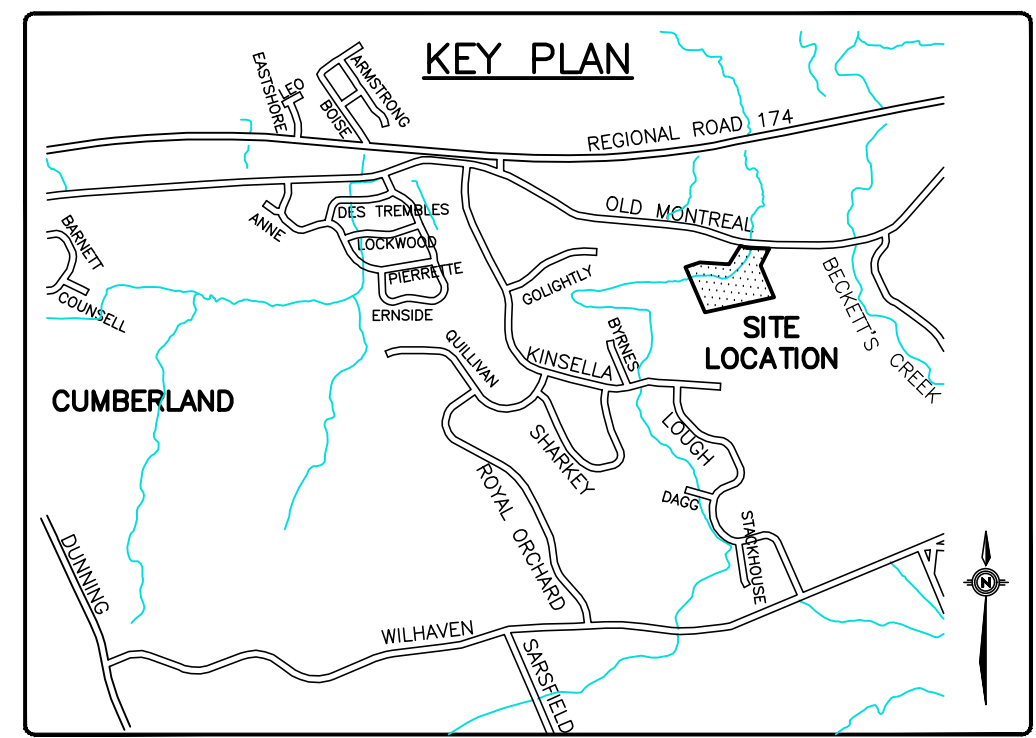 KEY PLAN
EASTSHORE
LEO
BOISE
ARMSTRONG
REGIONAL ROAD 174
BARNETT
COUNSELL
ANNE
DES TREMBLES
LOCKWOOD
PIERRETTE
ERNSIDE
OLD MONTREAL
GOLIGHTLY
BECKETT'S CREEK
SITE
LOCATION
QUILLIVAN
KINSELLA
BYRNES
CUMBERLAND
SHARKEY
LOUGH
ROYAL ORCHARD
DAGG
STACKHOUSE
DUNNING
WILHAVEN
SARSFIELD
N